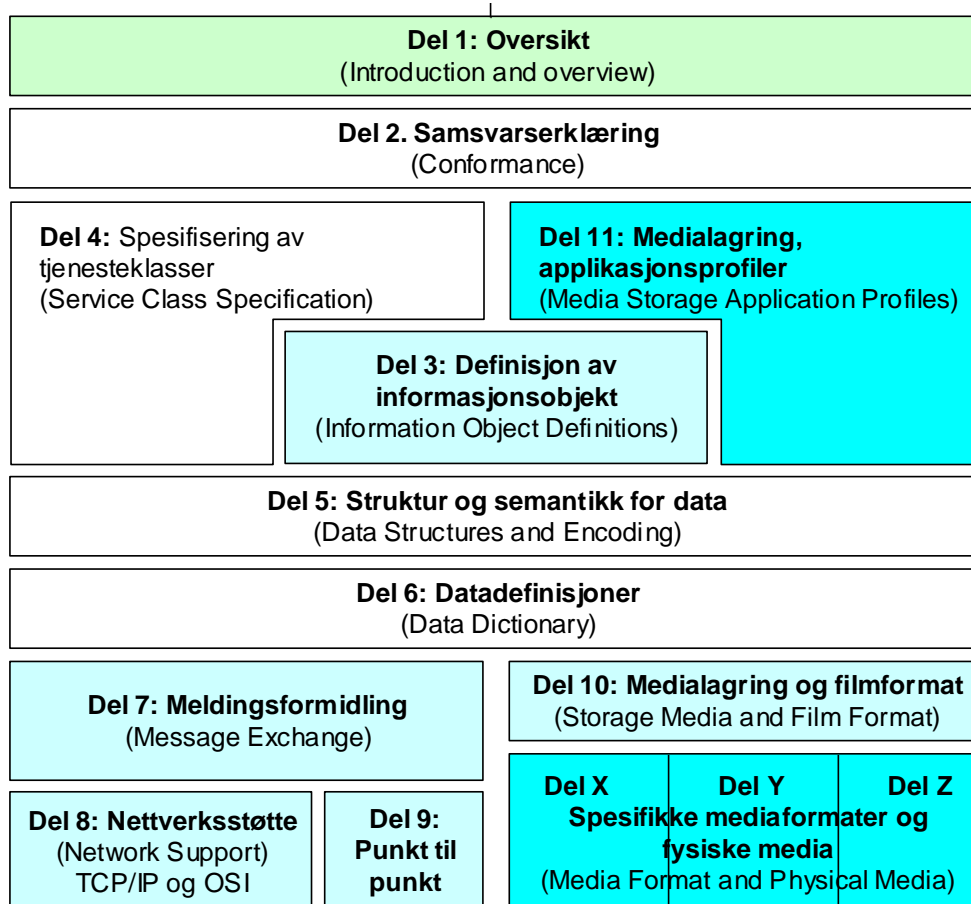 Del 1: Oversikt
(Introduction and overview)
Del 2. Samsvarserklæring
(Conformance)
Del 4: Spesifisering av
tjenesteklasser
(Service Class Specification)
Del 11: Medialagring,
applikasjonsprofiler
(Media Storage Application Profiles)
Del 3: Definisjon av
informasjonsobjekt
(Information Object Definitions)
Del 5: Struktur og semantikk for data
(Data Structures and Encoding)
Del 6: Datadefinisjoner
(Data Dictionary)
Del 7: Meldingsformidling
(Message Exchange)
Del 10: Medialagring og filmformat
(Storage Media and Film Format)
Del 8: Nettverksstøtte
(Network Support)
TCP/IP og OSI
Del 9:
Punkt til
punkt
Del X Del Y Del Z
Spesifikke mediaformater og
fysiske media
(Media Format and Physical Media)